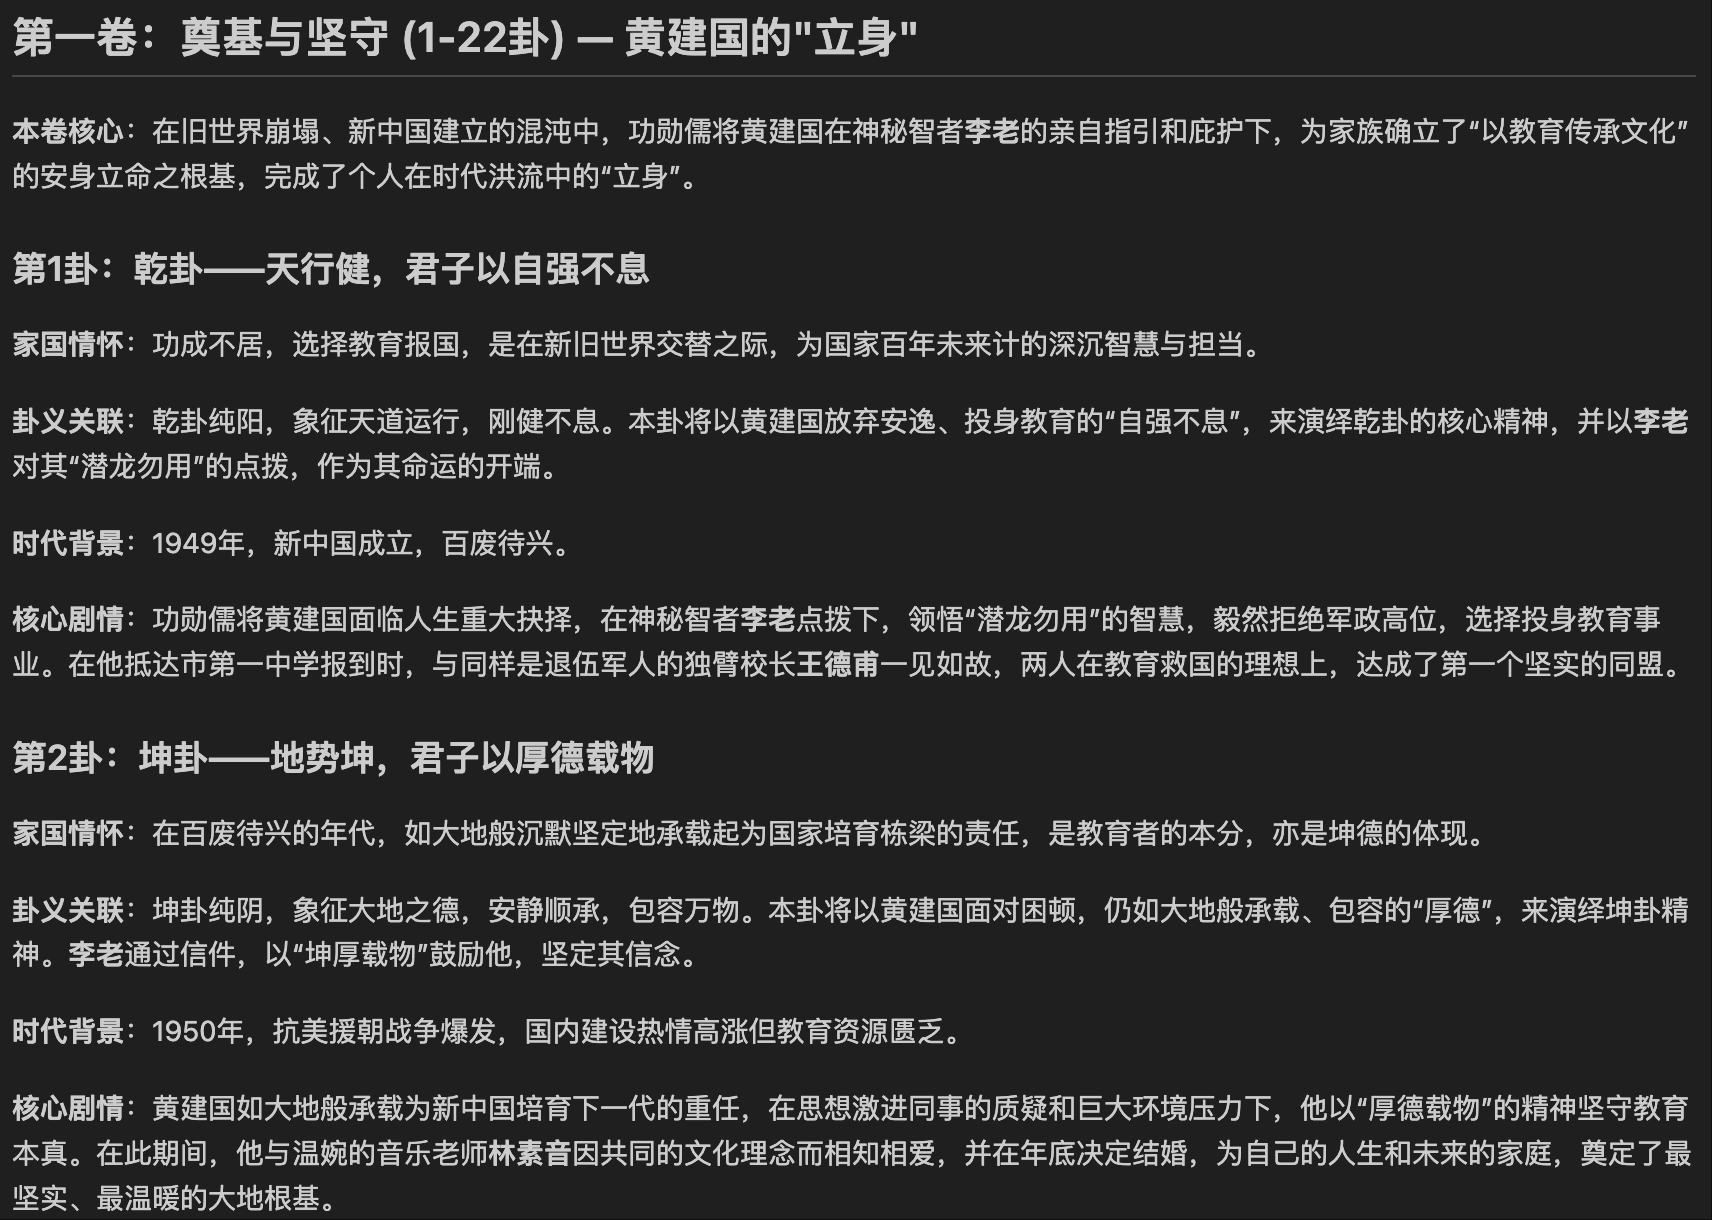 第一卷：奠基与坚守 (1-22卦) — 黄建国的"立身"
本卷核心：在旧世界崩塌、新中国建立的混沌中，功勋儒将黄建国在神秘智者李老的亲自指引和庇护下，为家族确立了“以教育传承文化”
的安身立命之根基，完成了个人在时代洪流中的“立身”。
第1卦：乾卦——天行健，君子以自强不息
家国情怀：功成不居，选择教育报国，是在新旧世界交替之际，为国家百年未来计的深沉智慧与担当。
卦义关联：乾卦纯阳，象征天道运行，刚健不息。本卦将以黄建国放弃安逸、投身教育的“自强不息”，来演绎乾卦的核心精神，并以李老
对其“潜龙勿用”的点拨，作为其命运的开端。
时代背景：1949年，新中国成立，百废待兴。
核心剧情：功勋儒将黄建国面临人生重大抉择，在神秘智者李老点拨下，领悟“潜龙勿用”的智慧，毅然拒绝军政高位，选择投身教育事
业。在他抵达市第一中学报到时，与同样是退伍军人的独臂校长王德甫一见如故，两人在教育救国的理想上，达成了第一个坚实的同盟。
第2卦：坤卦——地势坤，君子以厚德载物
家国情怀：在百废待兴的年代，如大地般沉默坚定地承载起为国家培育栋梁的责任，是教育者的本分，亦是坤德的体现。
卦义关联：坤卦纯阴，象征大地之德，安静顺承，包容万物。本卦将以黄建国面对困顿，仍如大地般承载、包容的“厚德”，来演绎坤卦精
神。李老通过信件，以“坤厚载物”鼓励他，坚定其信念。
时代背景：1950年，抗美援朝战争爆发，国内建设热情高涨但教育资源匮乏。
核心剧情：黄建国如大地般承载为新中国培育下一代的重任，在思想激进同事的质疑和巨大环境压力下，他以“厚德载物”的精神坚守教育
本真。在此期间，他与温婉的音乐老师林素音因共同的文化理念而相知相爱，并在年底决定结婚，为自己的人生和未来的家庭，奠定了最
坚实、最温暖的大地根基。